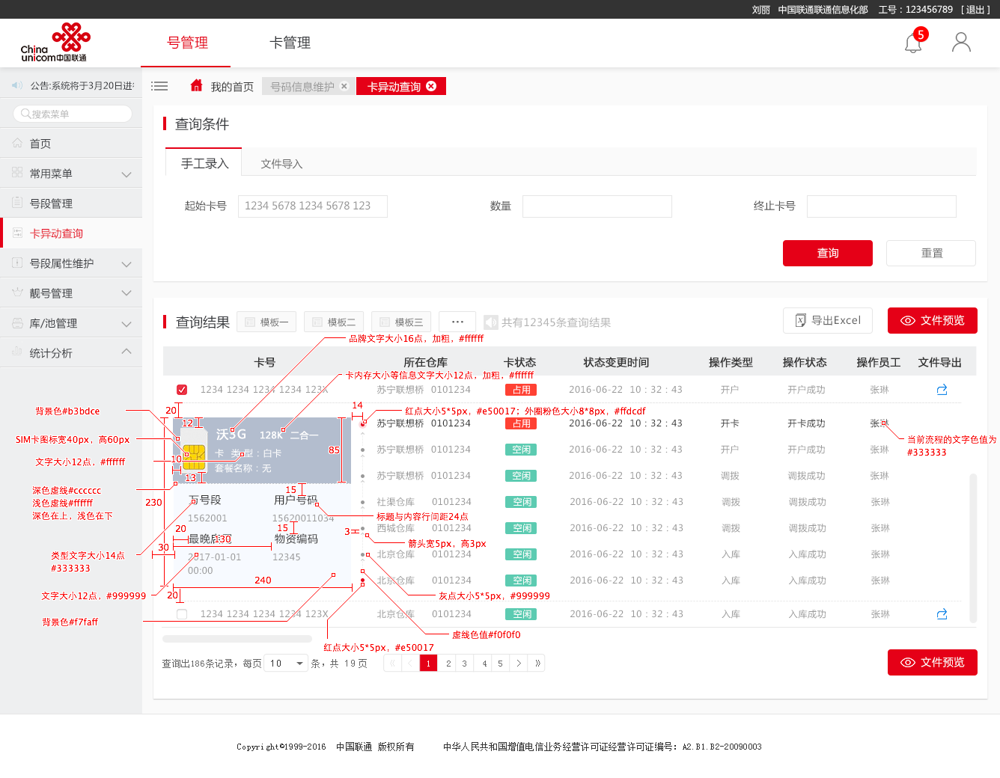 刘丽 中国联通联通信息化部 工号：123456789 [ 退出 ]
China
unicom中国联通
号管理 卡管理 5
公告:系统将于3月20日进
我的首页 号码信息维护 卡异动查询
搜索菜单
首页
常用菜单
号段管理
卡异动查询
号段属性维护
靓号管理
库/池管理
统计分析
查询条件
手工录入 文件导入
起始卡号 1234 5678 1234 5678 123 数量 终止卡号
查询 重置
查询结果 模板一 模板二 模板三 ··· 共有12345条查询结果 导出Excel 文件预览
品牌文字大小16点，加粗，#ffffff
卡号 所在仓库 卡状态 状态变更时间 操作类型 操作状态 操作员工 文件导出
卡内存大小等信息文字大小12点，加粗，#ffffff
1234 1234 1234 1234 123X 苏宁联想桥 0101234 占用 2016-06-22 10 : 32 : 43 开户 开户成功 张琳
背景色#b3bdce 20 14 红点大小5*5px，#e50017；外圈粉色大小8*8px，#ffdcdf
12 苏宁联想桥 0101234 占用 2016-06-22 10 : 32 : 43 开卡 开卡成功 张琳
沃5G 128K 二合一
SIM卡图标宽40px，高60px 当前流程的文字色值为
#333333
85 苏宁联想桥 0101234 空闲 2016-06-22 10 : 32 : 43 开户 开户成功 张琳
卡 类型：白卡
文字大小12点，#ffffff 10
套餐名称：无
13 苏宁联想桥 0101234 空闲 2016-06-22 10 : 32 : 43 调拨 调拨成功 张琳
深色虚线#cccccc 15
浅色虚线#ffffff 230
深色在上，浅色在下
万号段 用户号码 社渠仓库 0101234 空闲 2016-06-22 10 : 32 : 43 调拨 调拨成功 张琳
1562001 15620011034 标题与内容行间距24点
20 15 3 西城仓库 0101234 空闲 2016-06-22 10 : 32 : 43 调拨 调拨成功 张琳
最晚 130 物资编码 箭头宽5px，高3px
30
类型文字大小14点
#333333
2017-01-01 12345 北京仓库 0101234 空闲 2016-06-22 10 : 32 : 43 入库 入库成功 张琳
00:00
240 北京仓库 0101234 空闲 2016-06-22 10 : 32 : 43 入库 入库成功 张琳
文字大小12点，#999999 20 灰点大小5*5px，#999999
1234 1234 1234 1234 123X 北京仓库 0101234 空闲 2016-06-22 10 : 32 : 43 入库 入库成功 张琳
背景色#f7faff
虚线色值#f0f0f0
红点大小5*5px，#e50017
查询出186条记录，每页 10 条，共 19 页 « ‹ 1 2 3 4 5 › » 文件预览
Copyright©1999-2016 中国联通 版权所有 中华人民共和国增值电信业务经营许可证经营许可证编号：A2.B1.B2-20090003